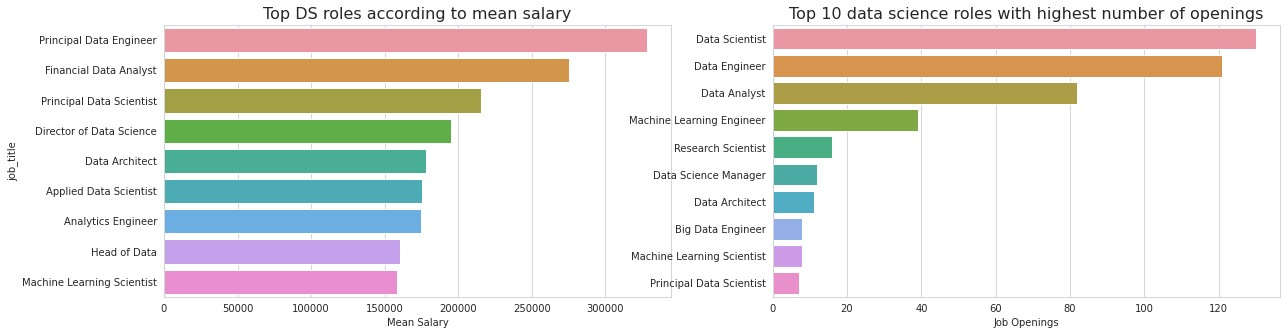 Top DS roles according to mean salary
job_title
Principal Data Engineer
Financial Data Analyst
Principal Data Scientist
Director of Data Science
Data Architect
Applied Data Scientist
Analytics Engineer
Head of Data
Machine Learning Scientist
0 50000 100000 150000 200000 250000 300000
Mean Salary
Top 10 data science roles with highest number of openings
Data Scientist
Data Engineer
Data Analyst
Machine Learning Engineer
Research Scientist
Data Science Manager
Data Architect
Big Data Engineer
Machine Learning Scientist
Principal Data Scientist
0 20 40 60 80 100 120
Job Openings